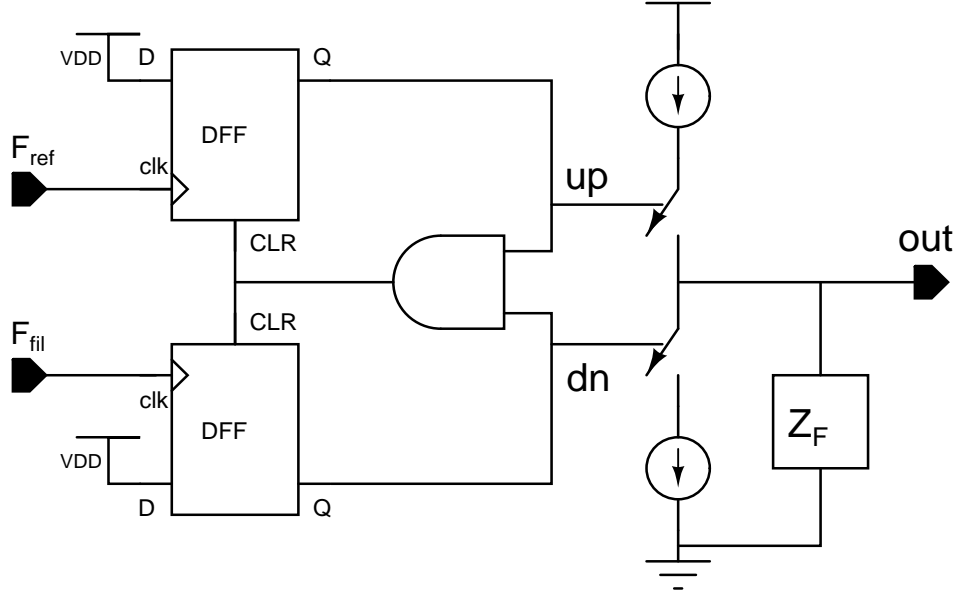 VDD
D
Q
DFF
F_ref
clk
up
CLR
out
CLR
F_fil
dn
clk
DFF
Z_F
VDD
D
Q